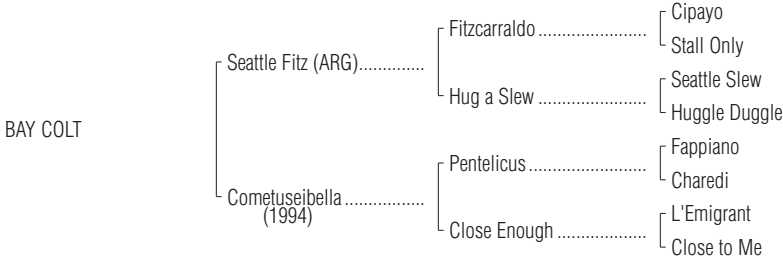 Cipayo
Fitzcarraldo ......................
Stall Only
Seattle Fitz (ARG)..............
Seattle Slew
Hug a Slew ......................
Huggle Duggle
BAY COLT
Fappiano
Pentelicus ........................
Charedi
Cometuseibella .................
(1994)
L'Emigrant
Close Enough ..................
Close to Me